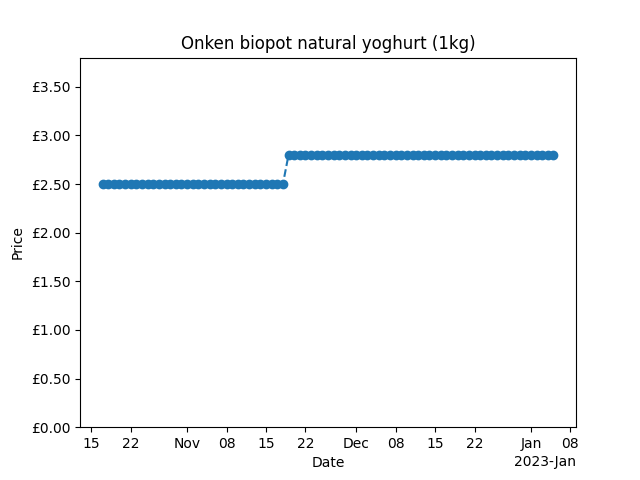 Onken biopot natural yoghurt (1kg)
£3.50
£3.00
£2.50
£2.00
£1.50
£1.00
£0.50
£0.00
Price
15 22 Nov 08 15 22 Dec 08 15 22 Jan 08
2023-Jan
Date